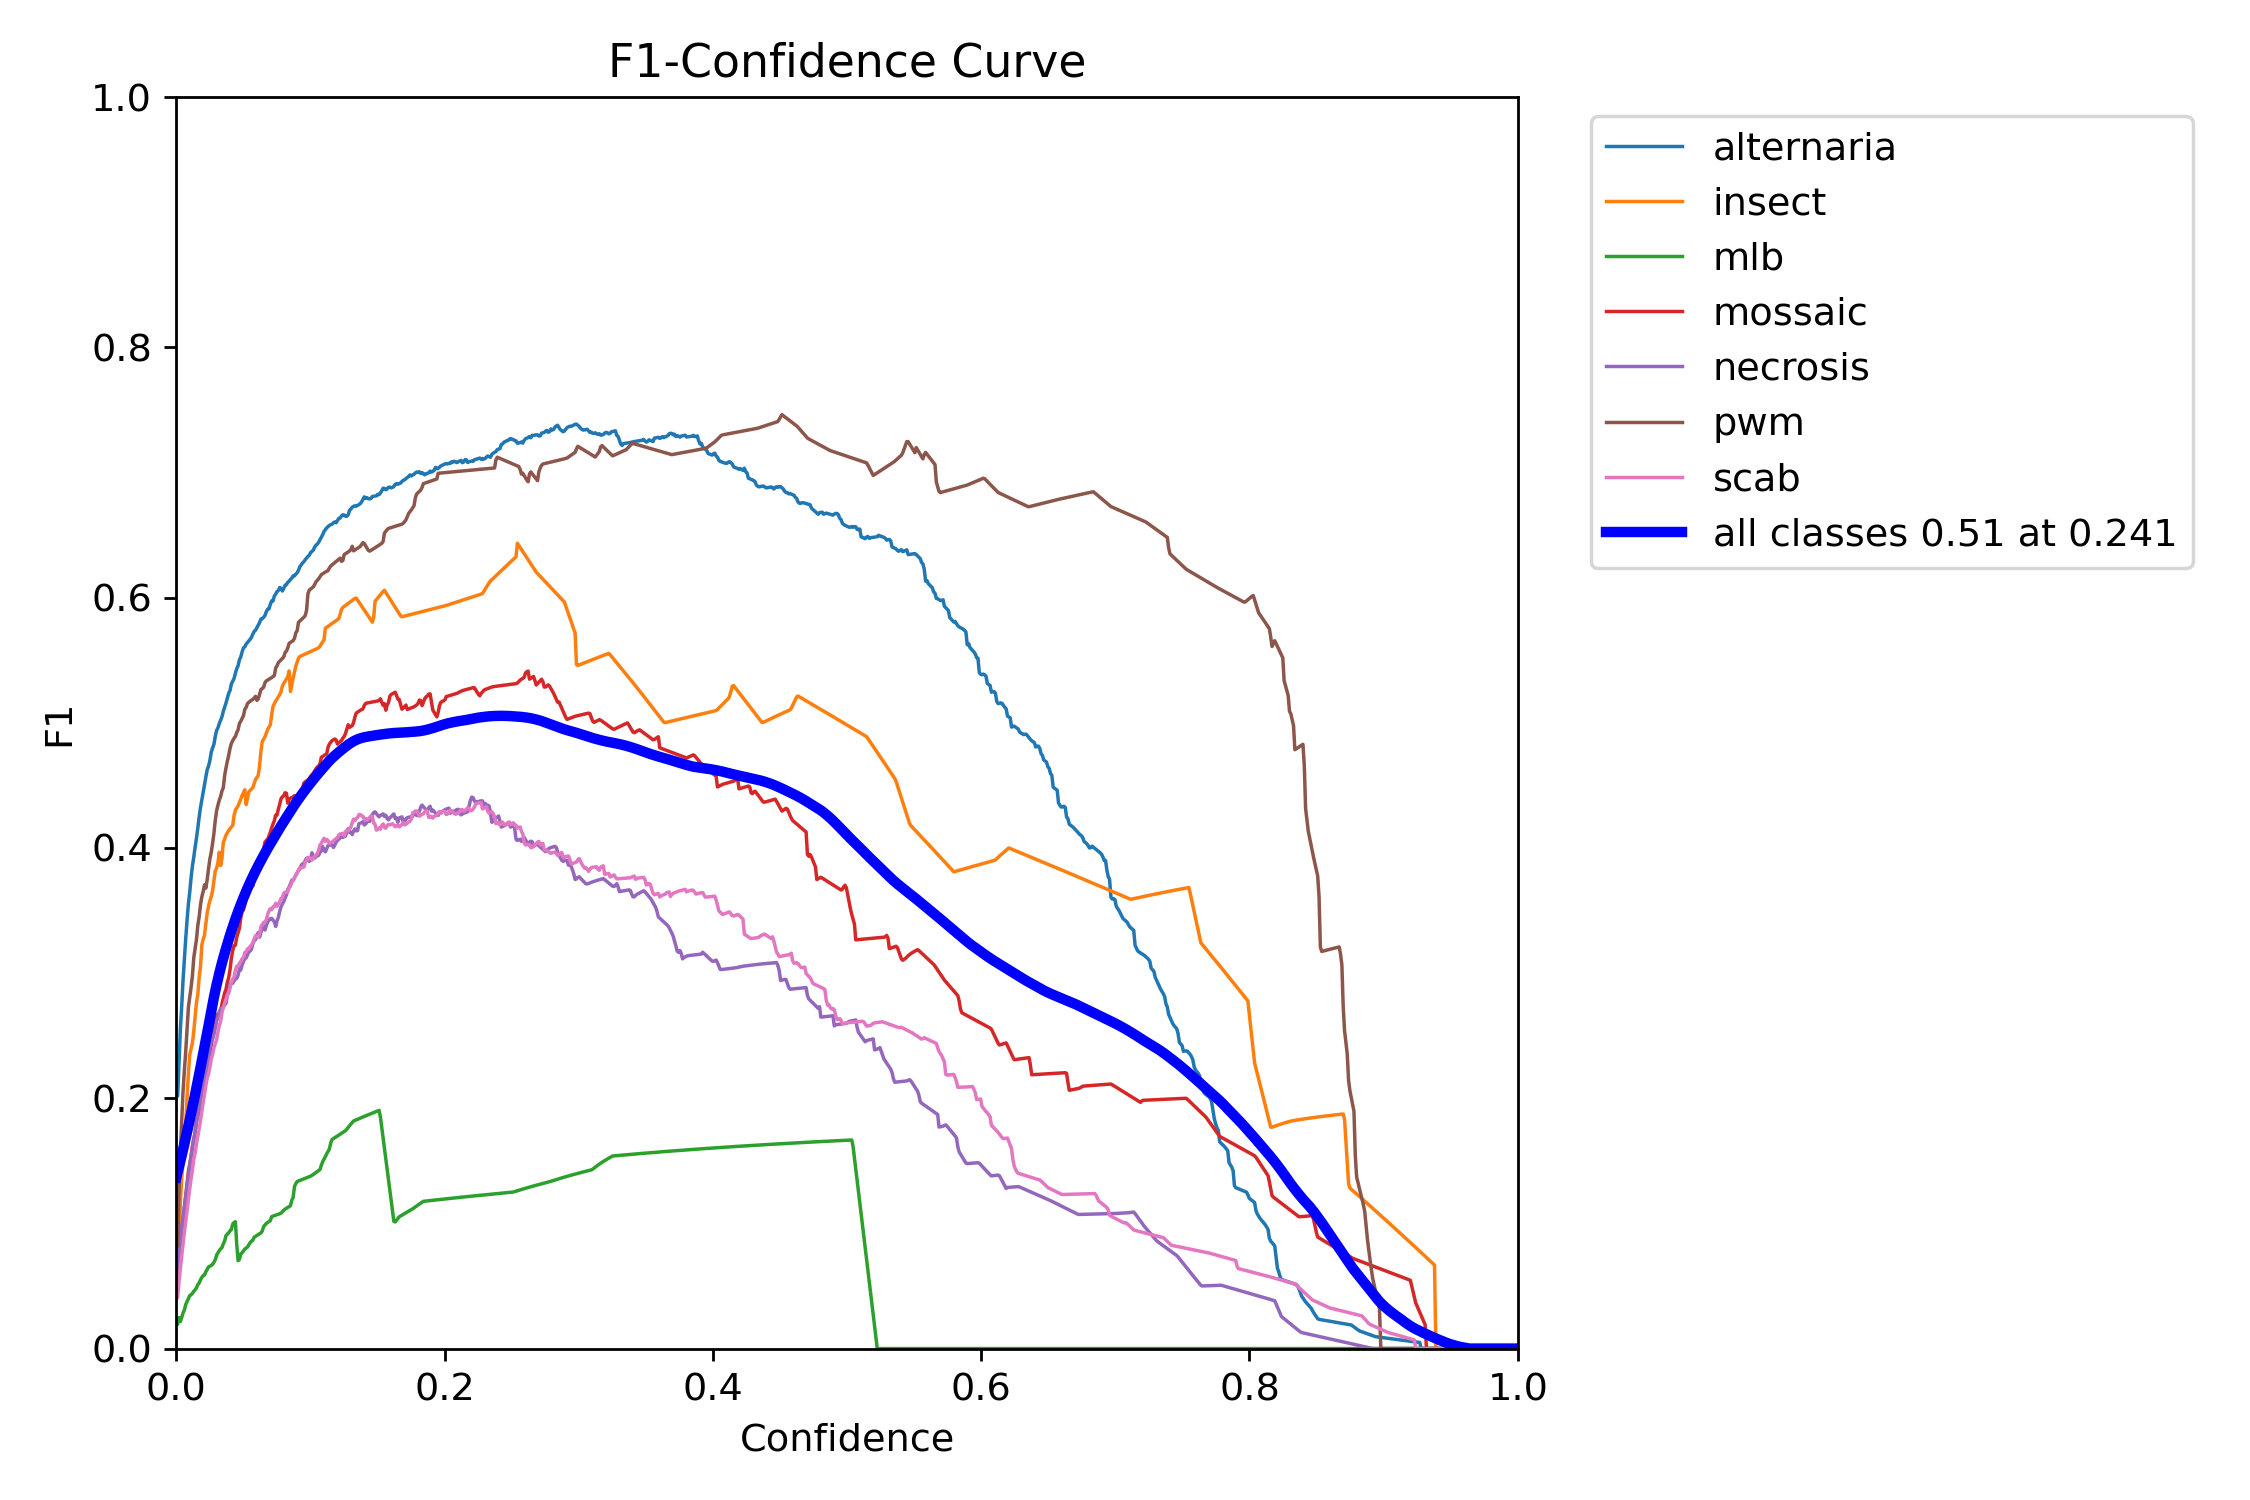 F1-Confidence Curve
1.0
0.8
0.6
0.4
0.2
0.0
F1
0.0 0.2 0.4 0.6 0.8 1.0
Confidence
alternaria
insect
mlb
mossaic
necrosis
pwm
scab
all classes 0.51 at 0.241